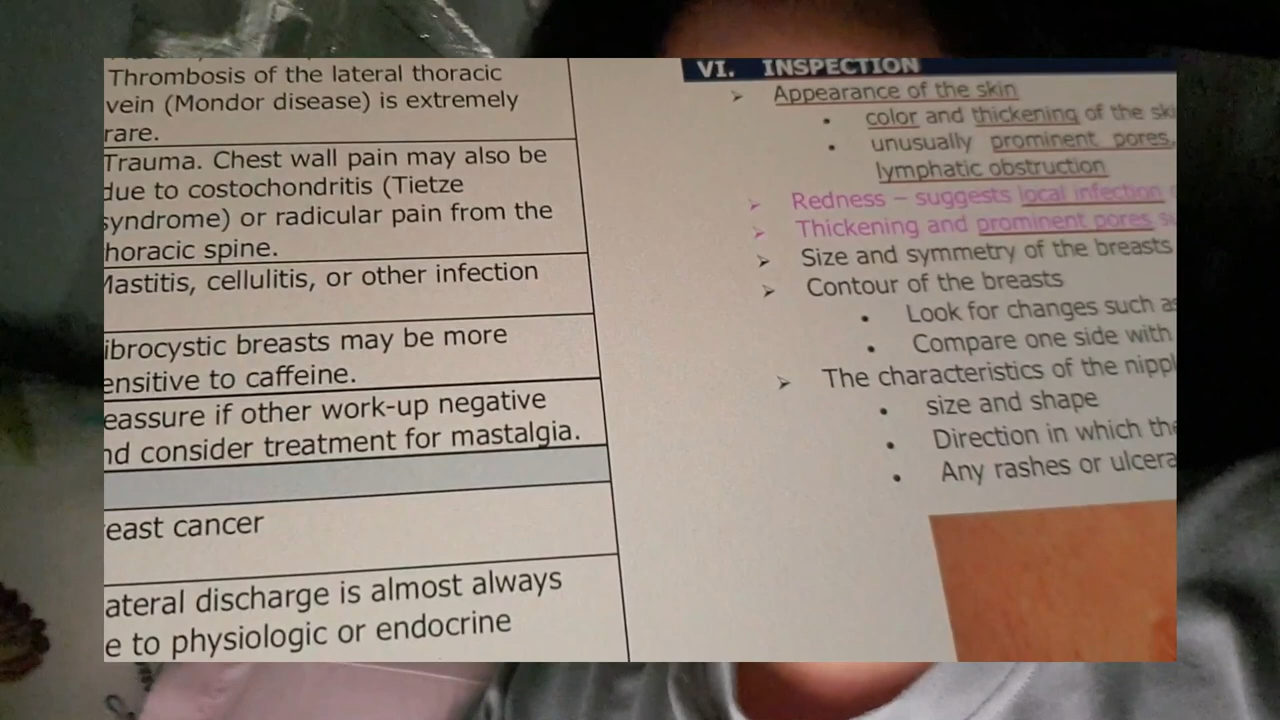 Thrombosis of the lateral thoracic
vein (Mondor disease) is extremely
rare.
Trauma. Chest wall pain may also be
due to costochondritis (Tietze
syndrome) or radicular pain from the
horacic spine.
Mastitis, cellulitis, or other infection
ibrocystic breasts may be more
ensitive to caffeine.
eassure if other work-up negative
nd consider treatment for mastalgia.
east cancer
ateral discharge is almost always
e to physiologic or endocrine
VI. INSPECTION
➢ Appearance of the skin
• color and thickening of the ski
• unusually prominent pores,
lymphatic obstruction
➢ Redness – suggests local infection
➢ Thickening and prominent pores su
➢ Size and symmetry of the breasts
➢ Contour of the breasts
• Look for changes such as
• Compare one side with
➢ The characteristics of the nippl
• size and shape
• Direction in which the
• Any rashes or ulcera